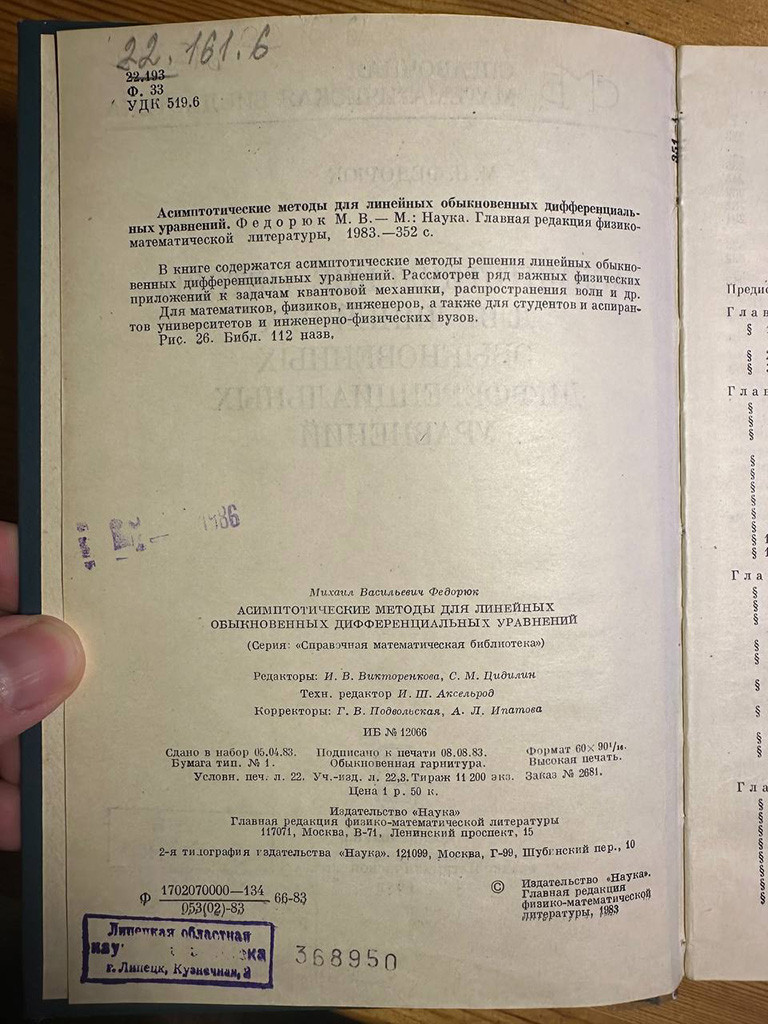 22.161.6
22.193
Ф. 33
УДК 519.6
Асимптотические методы для линейных обыкновенных дифференциаль-
ных уравнений. Федорюк М. В.— М.: Наука. Главная редакция физико-
математической литературы, 1983.—352 с.
В книге содержатся асимптотические методы решения линейных обыкно-
венных дифференциальных уравнений. Рассмотрен ряд важных физических
приложений к задачам квантовой механики, распространения волн и др.
Для математиков, физиков, инженеров, а также для студентов и аспиран-
тов университетов и инженерно-физических вузов.
Рис. 26. Библ. 112 назв.
1986
Михаил Васильевич Федорюк
АСИМПТОТИЧЕСКИЕ МЕТОДЫ ДЛЯ ЛИНЕЙНЫХ
ОБЫКНОВЕННЫХ ДИФФЕРЕНЦИАЛЬНЫХ УРАВНЕНИЙ
(Серия: «Справочная математическая библиотека»)
Редакторы: И. В. Викторенкова, С. М. Цидилин
Техн. редактор И. Ш. Аксельрод
Корректоры: Г. В. Подвольская, А. Л. Ипатова
ИБ № 12066
Сдано в набор 05.04.83. Подписано к печати 08.08.83. Формат 60×90¹/₁₆.
Бумага тип. № 1. Обыкновенная гарнитура. Высокая печать.
Условн. печ. л. 22. Уч.-изд. л. 22,3. Тираж 11 200 экз. Заказ № 2681.
Цена 1 р. 50 к.
Издательство «Наука»
Главная редакция физико-математической литературы
117071, Москва, В-71, Ленинский проспект, 15
2-я типография издательства «Наука». 121099, Москва, Г-99, Шубинский пер., 10
Ф 1702070000—134 66-83
053(02)-83
© Издательство «Наука».
Главная редакция
физико-математической
литературы, 1983
Липецкая областная
г. Липецк, Кузнечная, 2
368950
351
Предис
Глав
§
§ 2
§
Глав
§
§
§
§
§
§
§
§
§
§ 1
§ 1
Гла
§
§
§
§
§
§
§
§
§
Гла
§
§
§
§
§
§
§
§